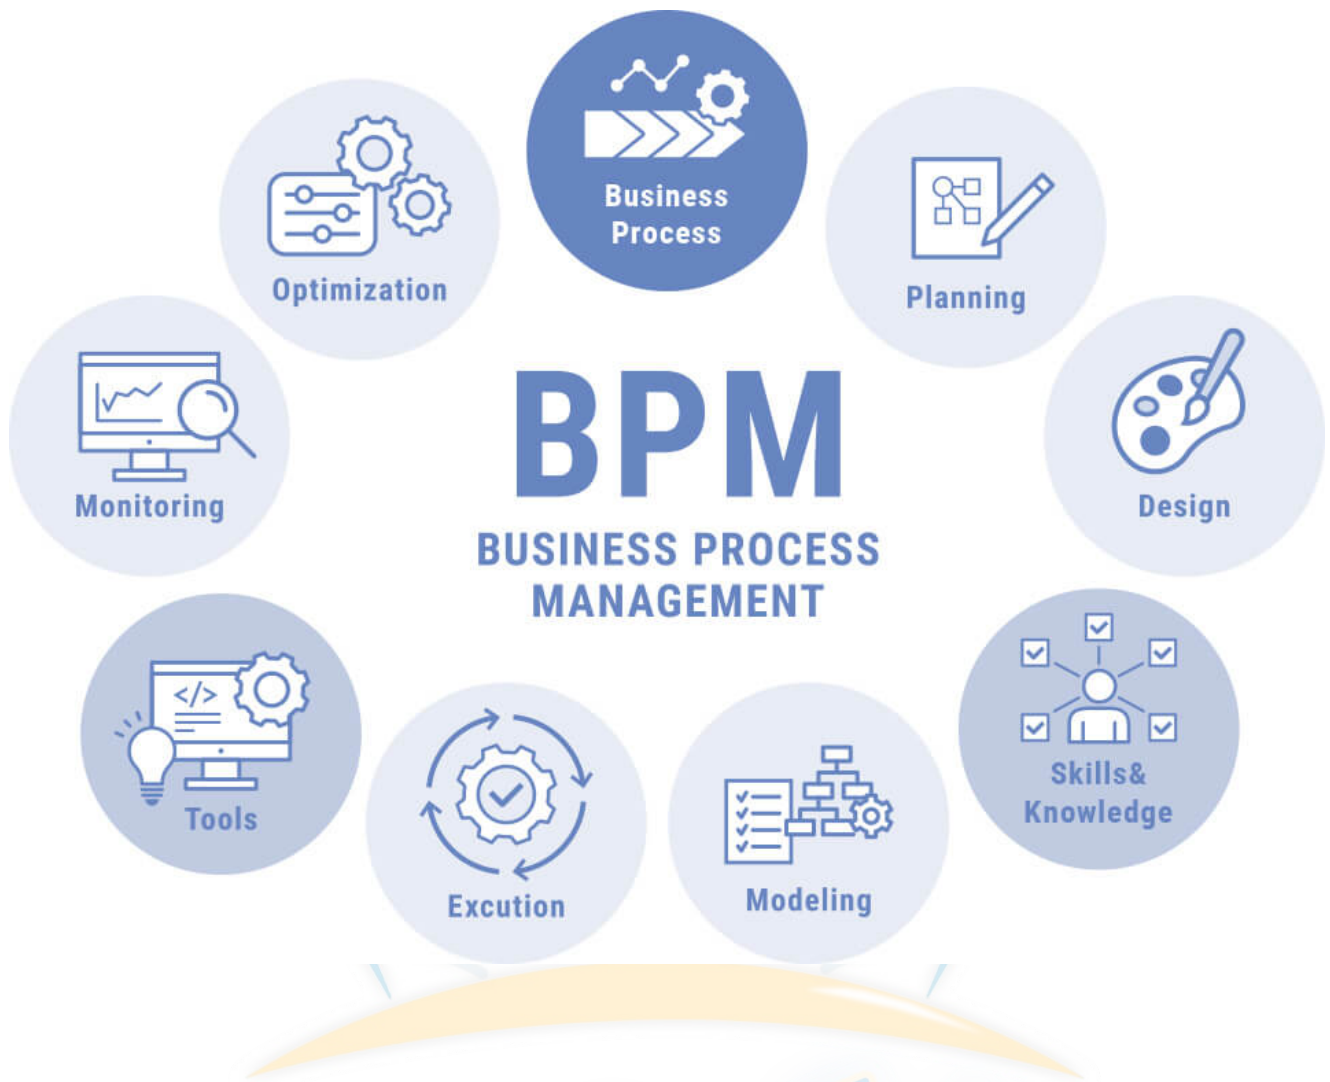 Business
Process
Optimization
Planning
Monitoring
Design
BPM
BUSINESS PROCESS
MANAGEMENT
Tools
</>
Skills&
Knowledge
Excution
Modeling